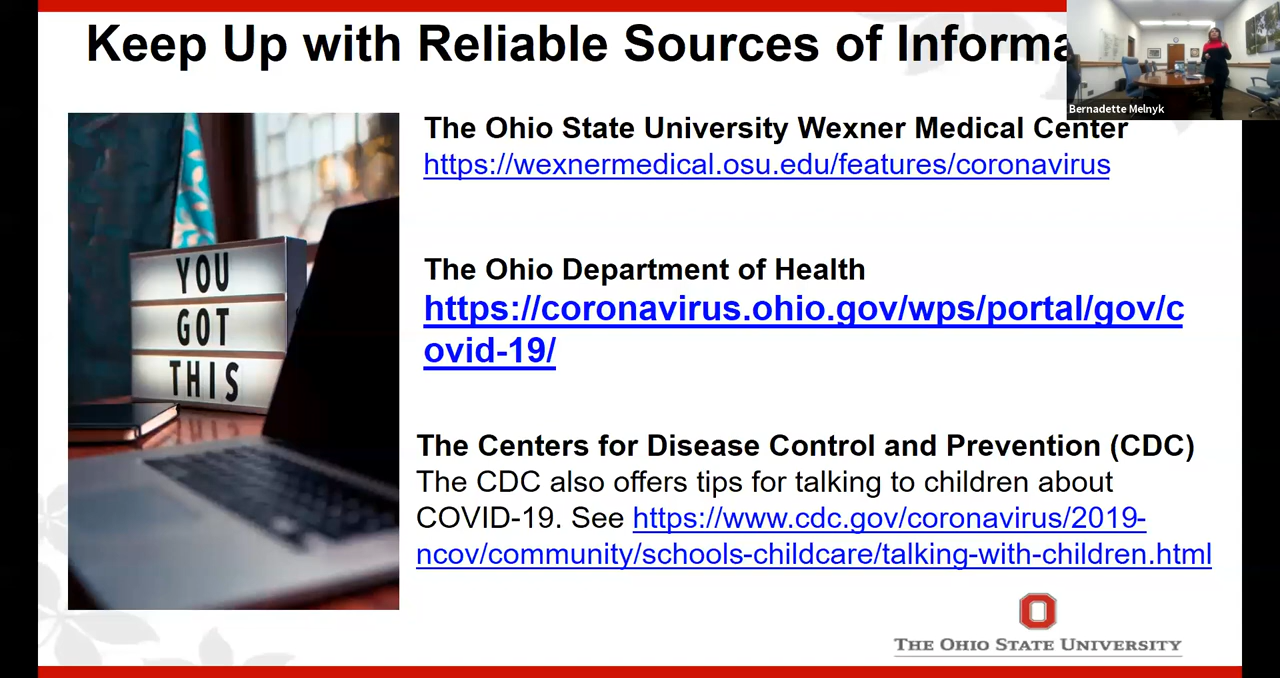 Keep Up with Reliable Sources of
Bernadette Melnyk
YOU
GOT
THIS
The Ohio State University Wexner Medical Center
https://wexnermedical.osu.edu/features/coronavirus
The Ohio Department of Health
https://coronavirus.ohio.gov/wps/portal/gov/c
ovid-19/
The Centers for Disease Control and Prevention (CDC)
The CDC also offers tips for talking to children about
COVID-19. See https://www.cdc.gov/coronavirus/2019-
ncov/community/schools-childcare/talking-with-children.html
THE OHIO STATE UNIVERSITY